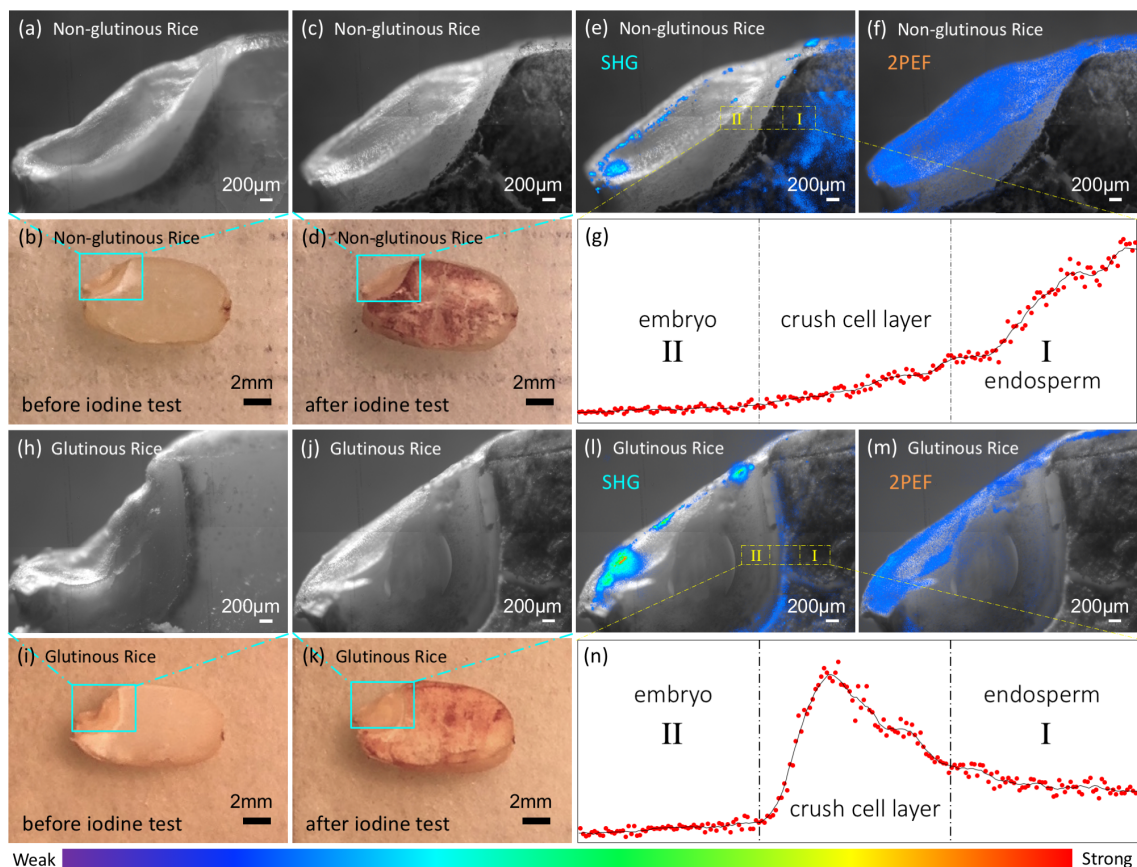 (a) Non-glutinous Rice
200µm
(c) Non-glutinous Rice
200µm
(e) Non-glutinous Rice
SHG
II
I
200µm
(f) Non-glutinous Rice
2PEF
200µm
(b) Non-glutinous Rice
2mm
before iodine test
(d) Non-glutinous Rice
2mm
after iodine test
(g)
embryo
II
crush cell layer
I
endosperm
(h) Glutinous Rice
200µm
(j) Glutinous Rice
200µm
(l) Glutinous Rice
SHG
II
I
200µm
(m) Glutinous Rice
2PEF
200µm
(i) Glutinous Rice
2mm
before iodine test
(k) Glutinous Rice
2mm
after iodine test
(n)
embryo
II
crush cell layer
endosperm
I
Weak
Strong